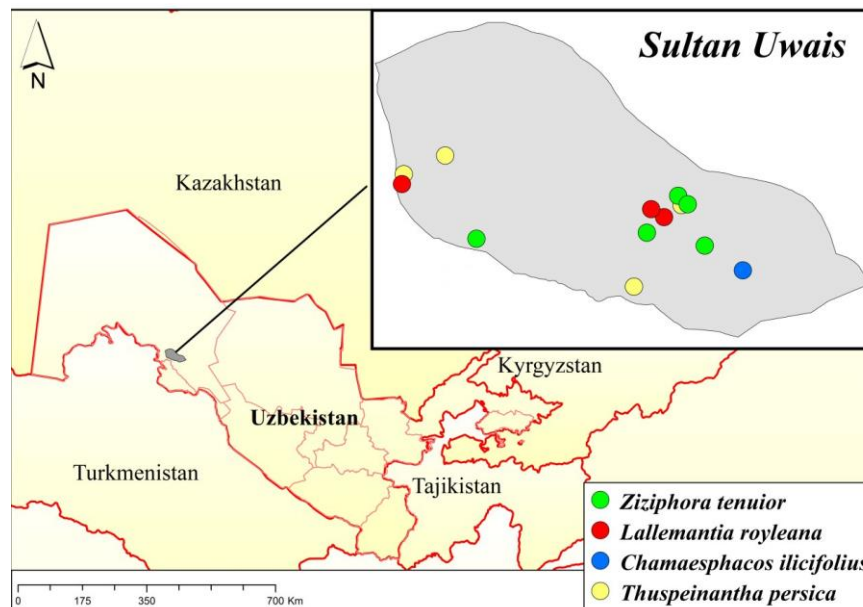 Sultan Uwais
N
Kazakhstan
Kyrgyzstan
Uzbekistan
Turkmenistan
Tajikistan
Ziziphora tenuior
Lallemantia royleana
Chamaesphacos ilicifolius
Thuspeinantha persica
0 175 350 700 Km